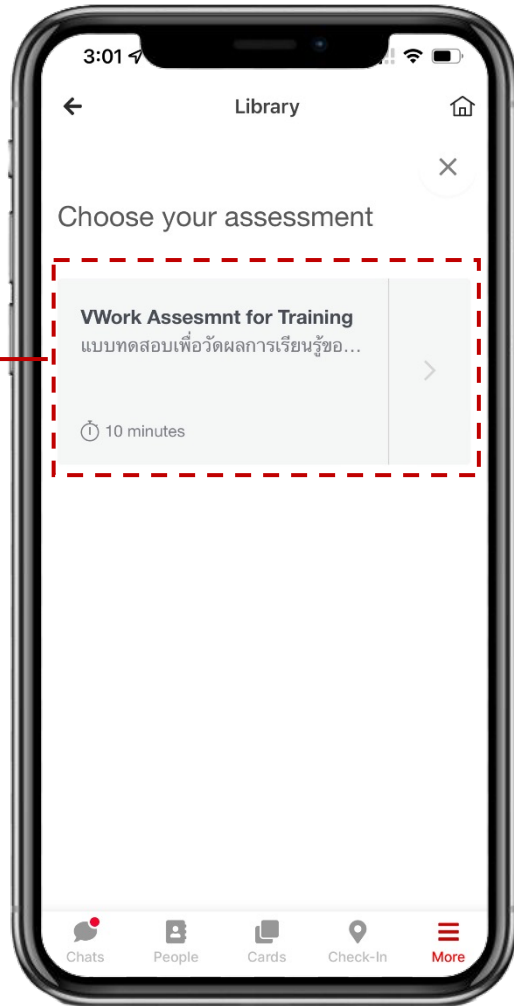 3:01
Library
Choose your assessment
VWork Assesmnt for Training
แบบทดสอบเพื่อวัดผลการเรียนรู้ขอ...
10 minutes
Chats People Cards Check-In More